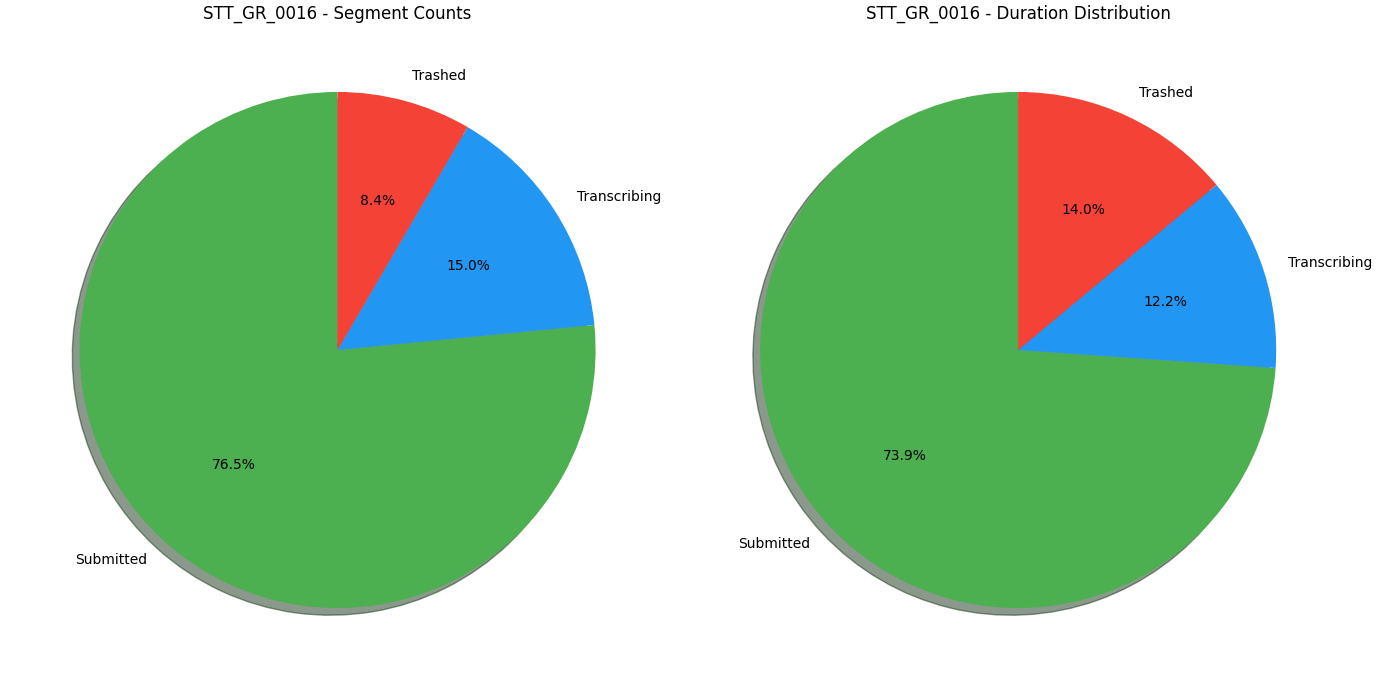 STT_GR_0016 - Segment Counts
Trashed
8.4%
Transcribing
15.0%
76.5%
Submitted
STT_GR_0016 - Duration Distribution
Trashed
14.0%
Transcribing
12.2%
73.9%
Submitted